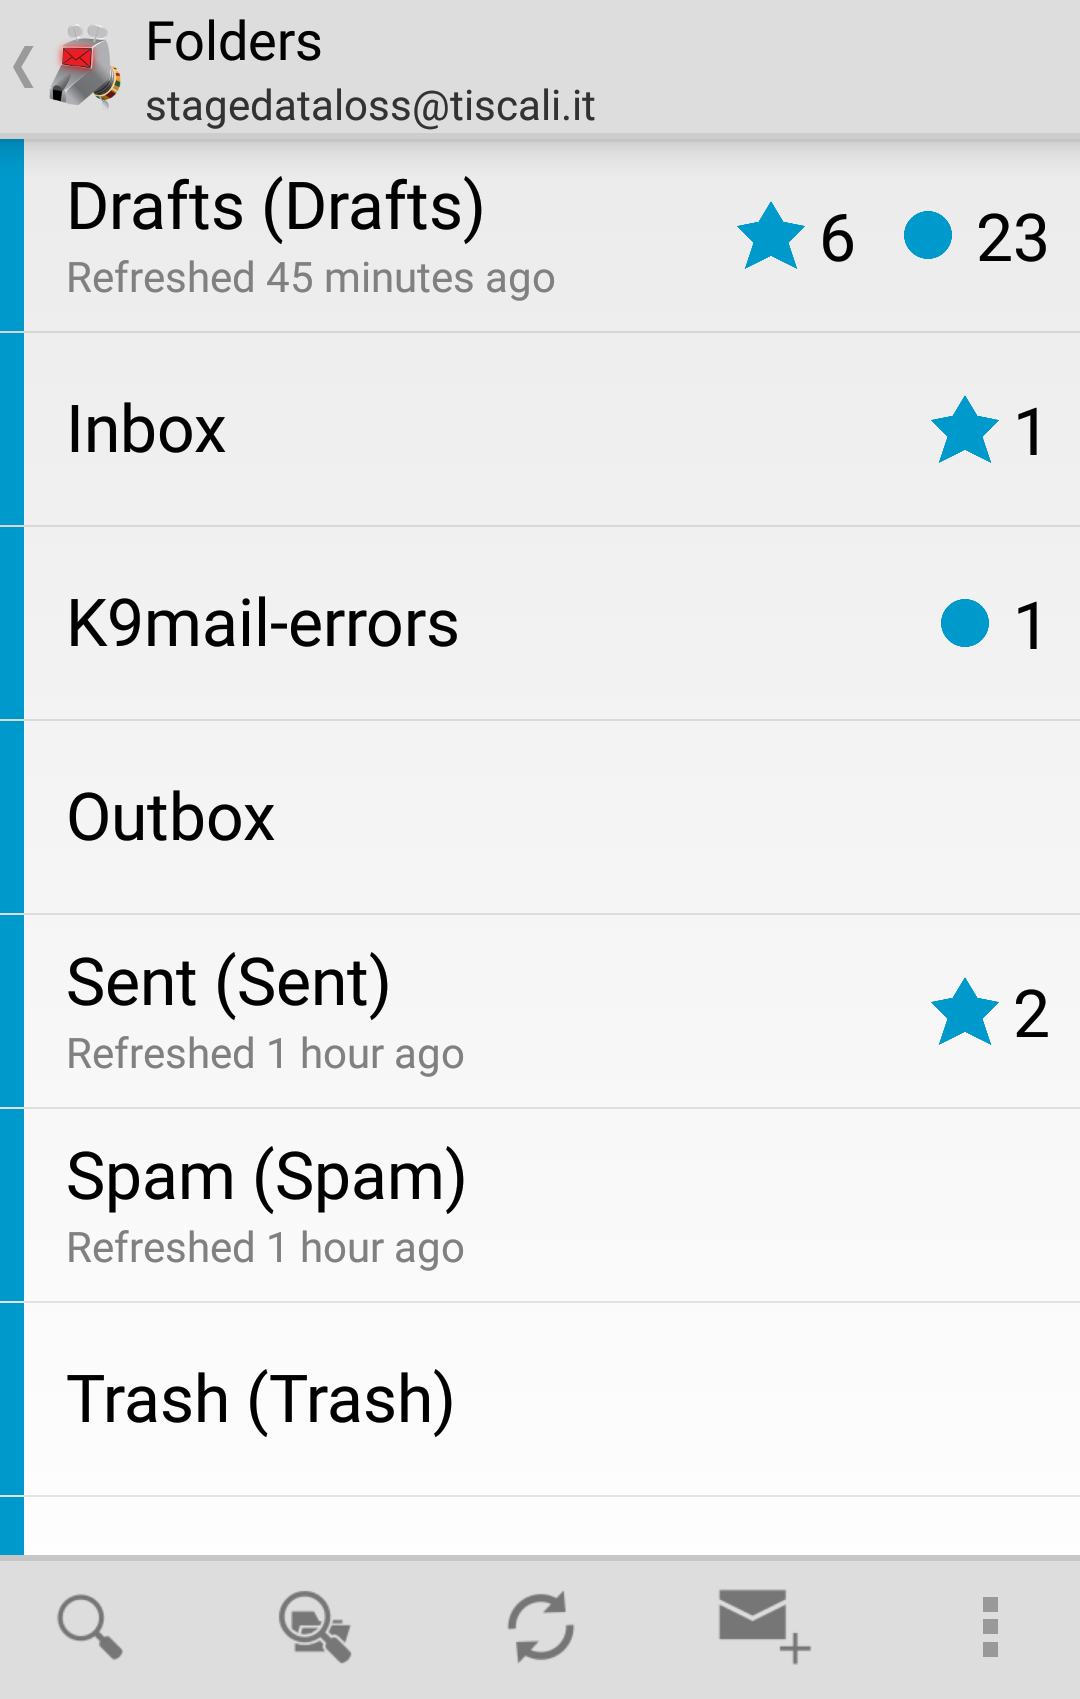 Folders
stagedataloss@tiscali.it
Drafts (Drafts)
Refreshed 45 minutes ago
6 23
Inbox
1
K9mail-errors
1
Outbox
Sent (Sent)
Refreshed 1 hour ago
2
Spam (Spam)
Refreshed 1 hour ago
Trash (Trash)